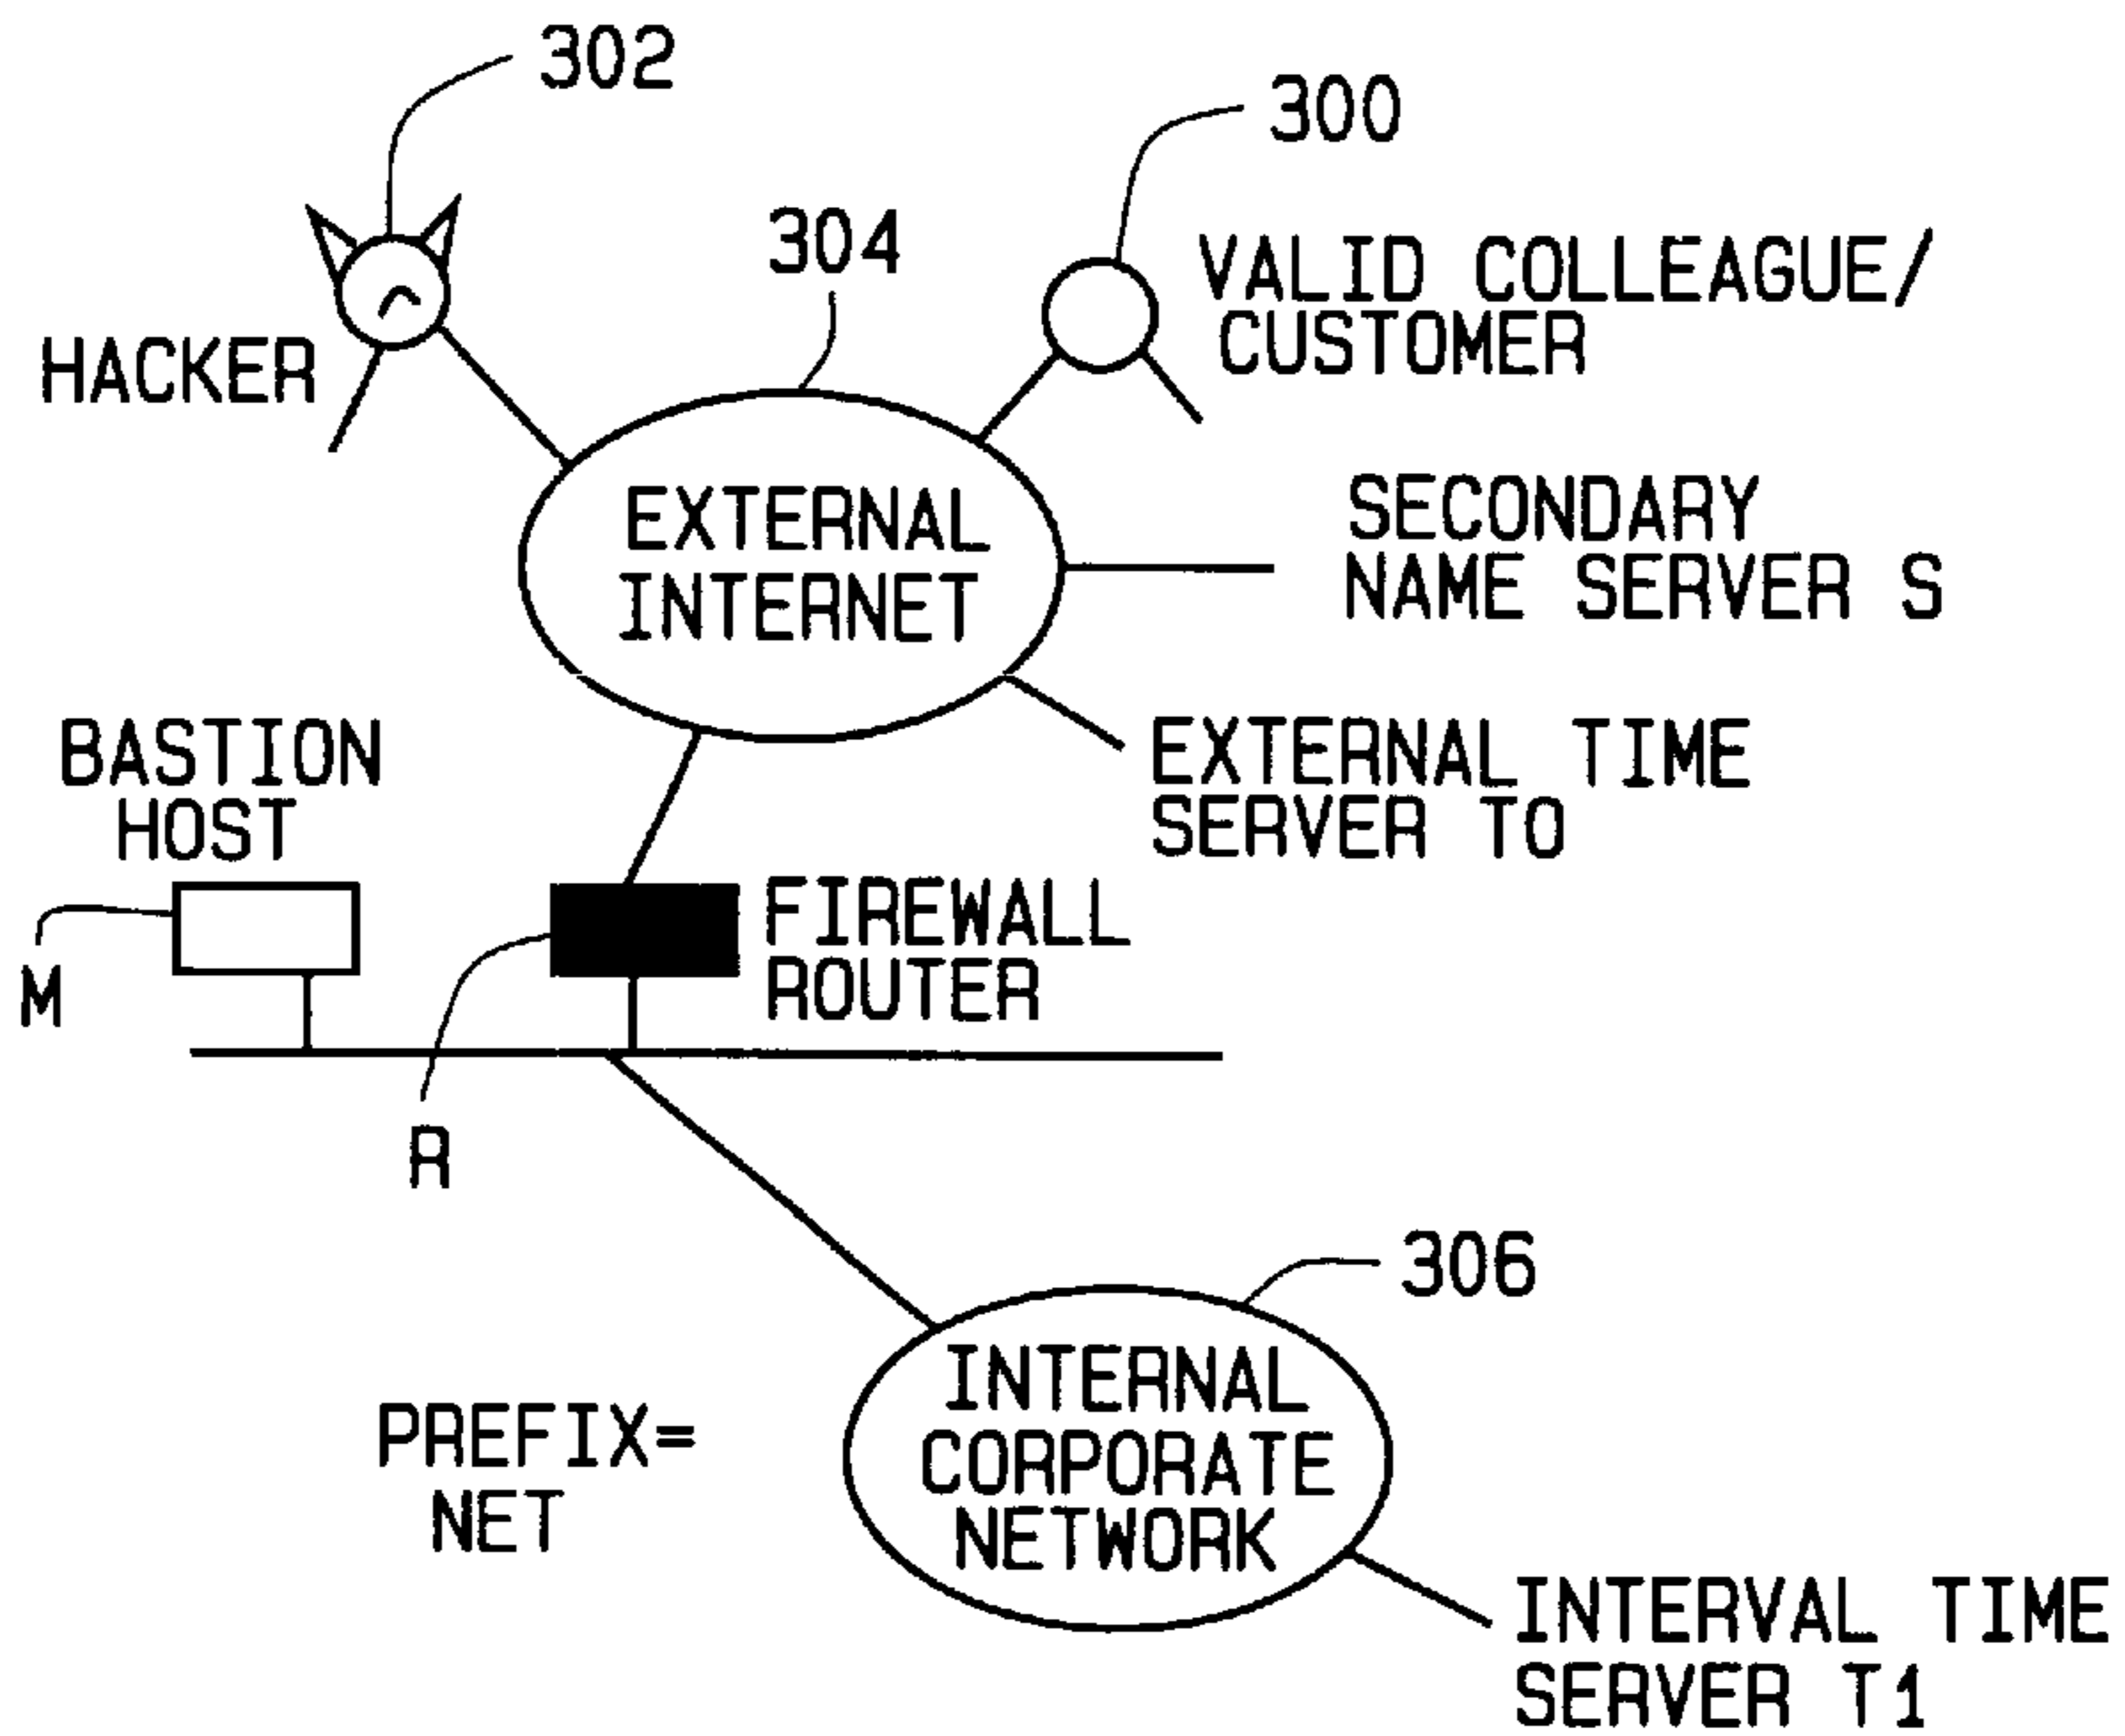 302
300
304
VALID COLLEAGUE/
CUSTOMER
HACKER
EXTERNAL
INTERNET
SECONDARY
NAME SERVER S
BASTION
HOST
EXTERNAL TIME
SERVER TO
FIREWALL
ROUTER
M
R
306
INTERNAL
CORPORATE
NETWORK
PREFIX=
NET
INTERVAL TIME
SERVER T1